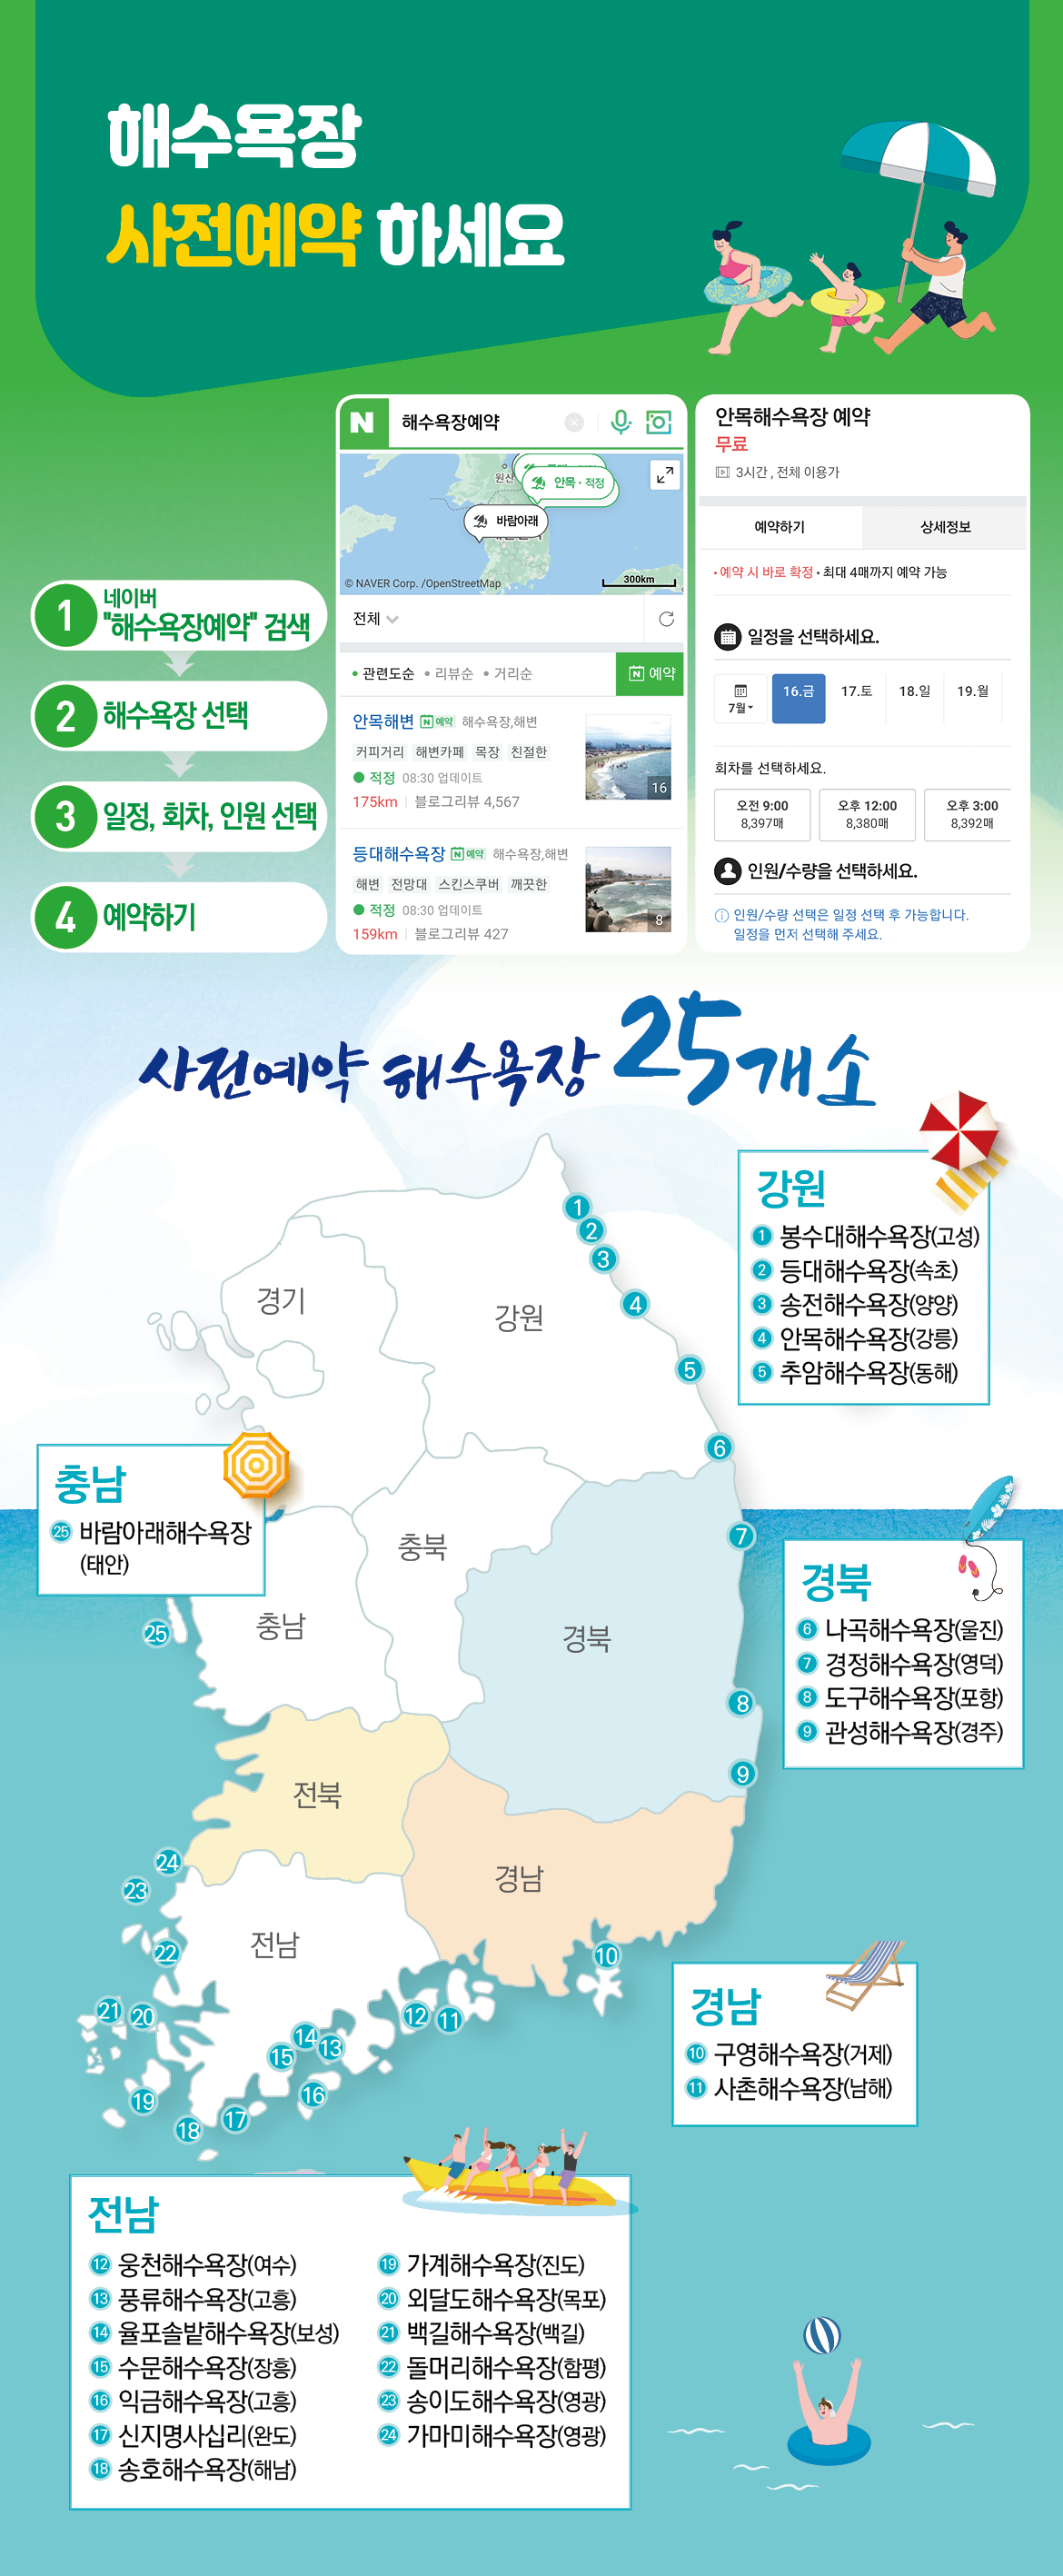 해수욕장
사전예약 하세요
1 네이버
"해수욕장예약" 검색
2 해수욕장 선택
3 일정, 회차, 인원 선택
4 예약하기
N 해수욕장예약
원산
안목 · 적정
바람아래
© NAVER Corp. /OpenStreetMap
300km
전체
• 관련도순 • 리뷰순 • 거리순
N 예약
안목해변 N예약 해수욕장,해변
커피거리 해변카페 목장 친절한
적정 08:30 업데이트
175km 블로그리뷰 4,567
16
등대해수욕장 N예약 해수욕장,해변
해변 전망대 스킨스쿠버 깨끗한
적정 08:30 업데이트
159km 블로그리뷰 427
8
안목해수욕장 예약
무료
3시간 , 전체 이용가
예약하기 상세정보
• 예약 시 바로 확정 • 최대 4매까지 예약 가능
일정을 선택하세요.
7월 16.금 17.토 18.일 19.월
회차를 선택하세요.
오전 9:00 오후 12:00 오후 3:00
8,397매 8,380매 8,392매
인원/수량을 선택하세요.
인원/수량 선택은 일정 선택 후 가능합니다.
일정을 먼저 선택해 주세요.
사전예약 해수욕장 25개소
강원
1 봉수대해수욕장(고성)
2 등대해수욕장(속초)
3 송전해수욕장(양양)
4 안목해수욕장(강릉)
5 추암해수욕장(동해)
1
2
3
4
5
6
7
8
9
10
11
12
13
14
15
16
17
18
19
20
21
22
23
24
25
경기
강원
충북
충남
경북
전북
경남
전남
충남
25 바람아래해수욕장
(태안)
경북
6 나곡해수욕장(울진)
7 경정해수욕장(영덕)
8 도구해수욕장(포항)
9 관성해수욕장(경주)
경남
10 구영해수욕장(거제)
11 사촌해수욕장(남해)
전남
12 웅천해수욕장(여수)
13 풍류해수욕장(고흥)
14 율포솔밭해수욕장(보성)
15 수문해수욕장(장흥)
16 익금해수욕장(고흥)
17 신지명사십리(완도)
18 송호해수욕장(해남)
19 가계해수욕장(진도)
20 외달도해수욕장(목포)
21 백길해수욕장(백길)
22 돌머리해수욕장(함평)
23 송이도해수욕장(영광)
24 가마미해수욕장(영광)